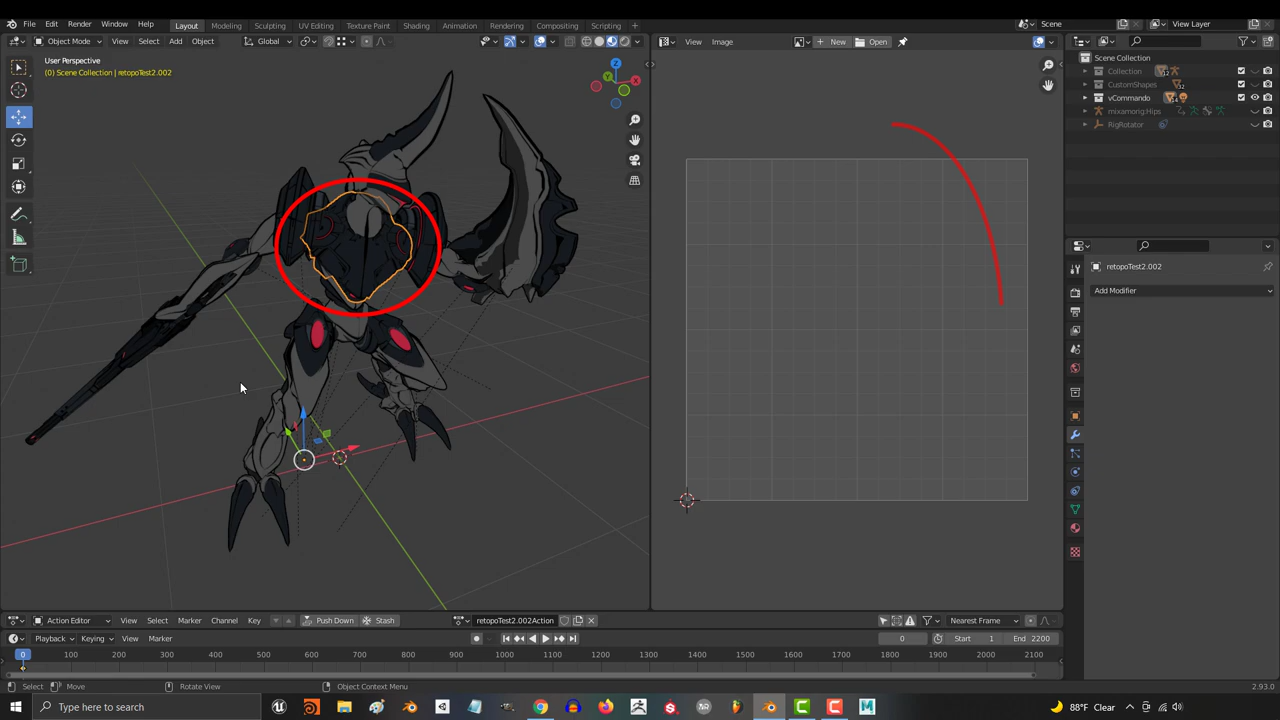 File Edit Render Window Help Layout Modeling Sculpting UV Editing Texture Paint Shading Animation Rendering Compositing Scripting + Scene View Layer
Object Mode View Select Add Object Global View Image + New Open
User Perspective
(0) Scene Collection | retopoTest2.002
Z
Y
X
Scene Collection
Collection 12
CustomShapes 32
vCommando
mixamorig:Hips
RigRotator
retopoTest2.002
Add Modifier
Action Editor View Select Marker Channel Key Push Down Stash retopoTest2.002Action Nearest Frame
Playback Keying View Marker 0 Start 1 End 2200
0 100 200 300 400 500 600 700 800 900 1000 1100 1200 1300 1400 1500 1600 1700 1800 1900 2000 2100
Select Move Rotate View Object Context Menu 2.93.0
Type here to search Clear 11:22 PM